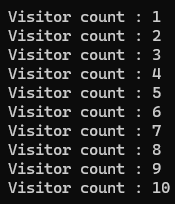 Visitor count : 1
Visitor count : 2
Visitor count : 3
Visitor count : 4
Visitor count : 5
Visitor count : 6
Visitor count : 7
Visitor count : 8
Visitor count : 9
Visitor count : 10